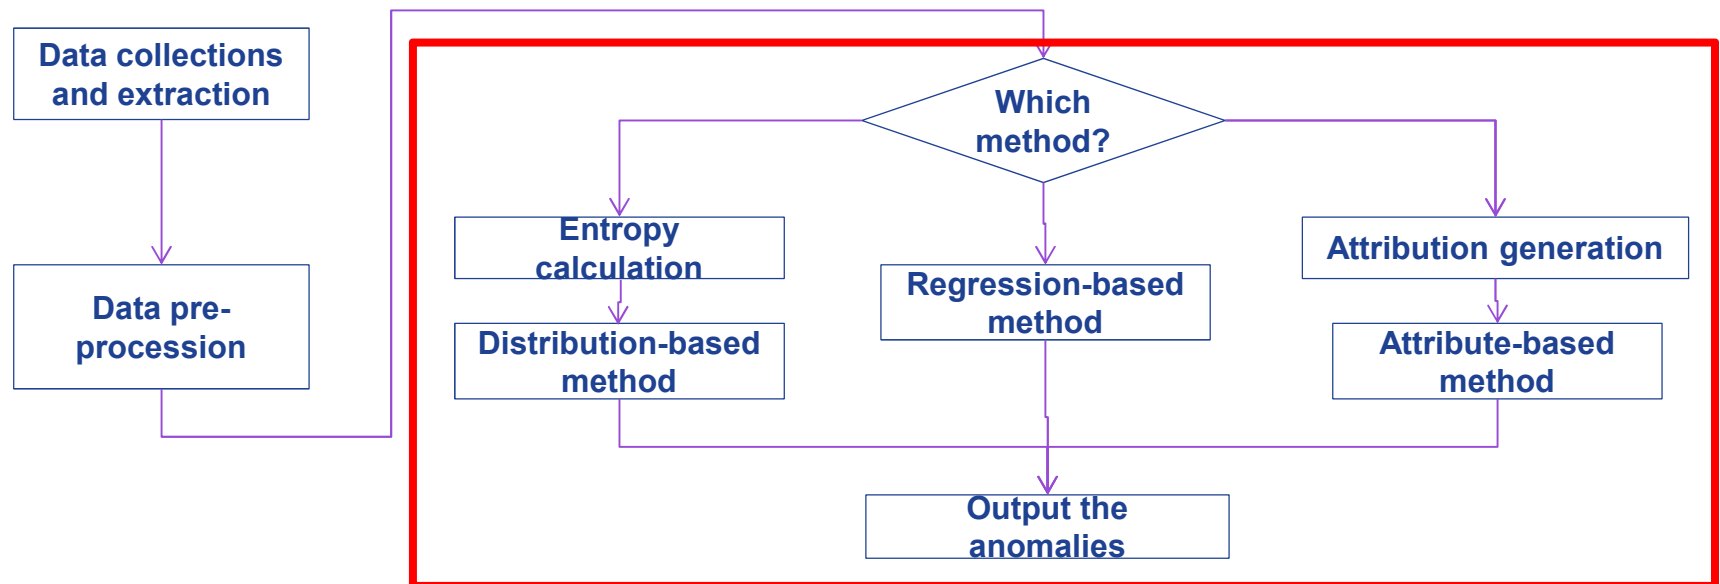 Data collections
and extraction
Data pre-
procession
Which
method?
Entropy
calculation
Distribution-based
method
Regression-based
method
Attribution generation
Attribute-based
method
Output the
anomalies